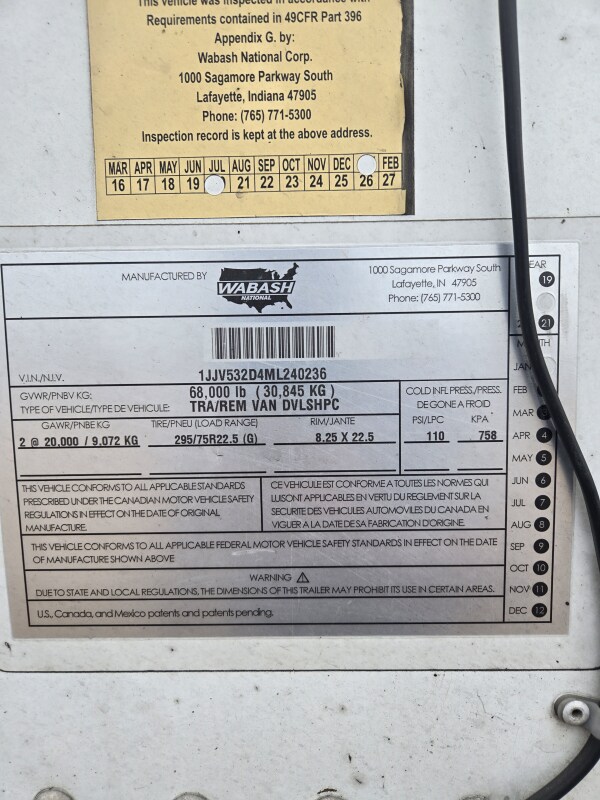 This vehicle was inspected in accordance with
Requirements contained in 49CFR Part 396
Appendix G. by:
Wabash National Corp.
1000 Sagamore Parkway South
Lafayette, Indiana 47905
Phone: (765) 771-5300
Inspection record is kept at the above address.
MAR APR MAY JUN JUL AUG SEP OCT NOV DEC FEB
16 17 18 19 21 22 23 24 25 26 27
MANUFACTURED BY
WABASH
NATIONAL
1000 Sagamore Parkway South
Lafayette, IN 47905
Phone: (765) 771-5300
V.I.N./N.I.V. 1JJV532D4ML240236
GVWR/PNBV KG: 68,000 lb (30,845 KG)
TYPE OF VEHICLE/TYPE DE VEHICULE: TRA/REM VAN DVLSHPC
COLD INFL PRESS./PRESS.
DE GONE A FROID
GAWR/PNBE KG TIRE/PNEU (LOAD RANGE) RIM/JANTE PSI/LPC KPA
2 @ 20,000 / 9.072 KG 295/75R22.5 (G) 8.25 X 22.5 110 758
THIS VEHICLE CONFORMS TO ALL APPLICABLE STANDARDS
PRESCRIBED UNDER THE CANADIAN MOTOR VEHICLE SAFETY
REGULATIONS IN EFFECT ON THE DATE OF ORIGINAL
MANUFACTURE.
CE VEHICULE EST CONFORME A TOUTES LES NORMES QUI
LUI SONT APPLICABLES EN VERTU DU REGLEMENT SUR LA
SECURITE DES VEHICULES AUTOMOVILES DU CANADA EN
VIGUER A LA DATE DE SA FABRICATION D'ORIGINE.
THIS VEHICLE CONFORMS TO ALL APPLICABLE FEDERAL MOTOR VEHICLE SAFETY STANDARDS IN EFFECT ON THE DATE
OF MANUFACTURE SHOWN ABOVE
WARNING
DUE TO STATE AND LOCAL REGULATIONS, THE DIMENSIONS OF THIS TRAILER MAY PROHIBIT ITS USE IN CERTAIN AREAS.
U.S., Canada, and Mexico patents and patents pending.
19
21
JAN
FEB
MAR
APR 4
MAY 5
JUN 6
JUL 7
AUG 8
SEP 9
OCT 10
NOV 11
DEC 12